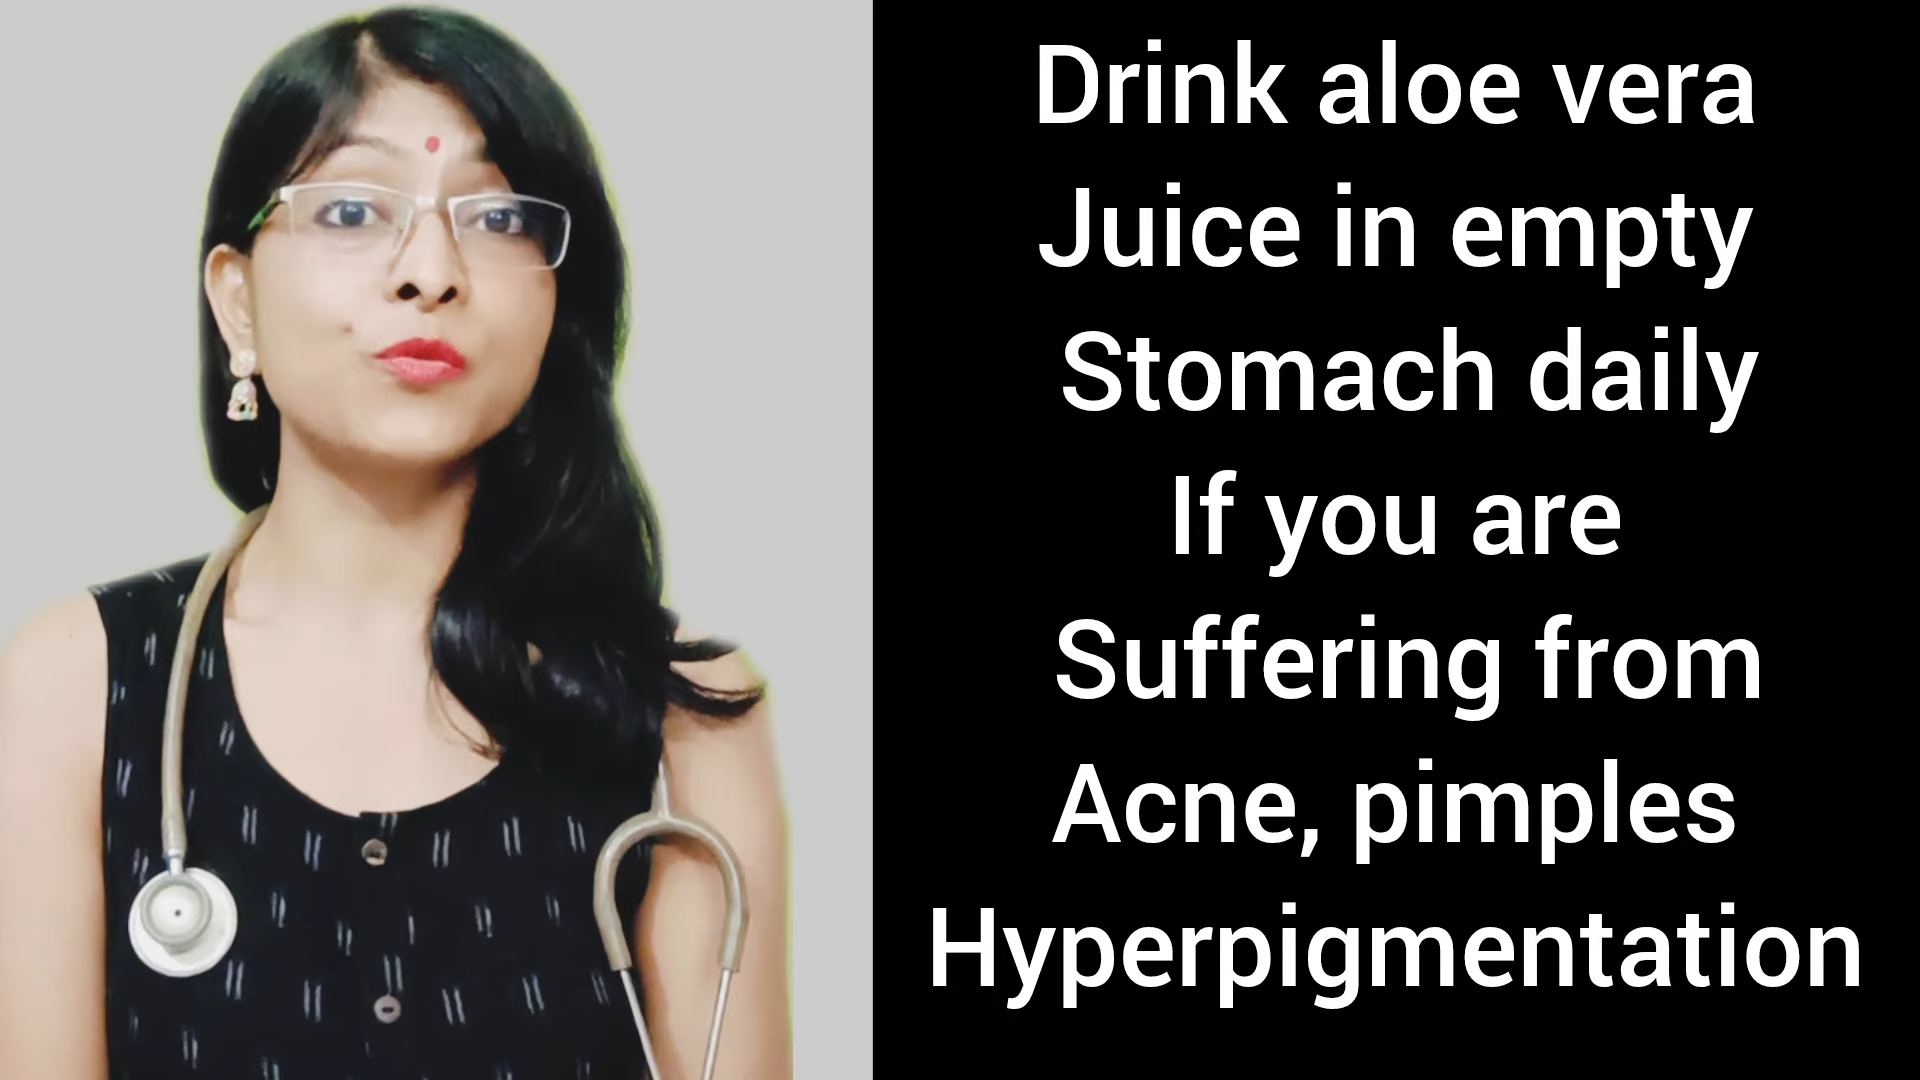 Drink aloe vera
Juice in empty
Stomach daily
If you are
Suffering from
Acne, pimples
Hyperpigmentation